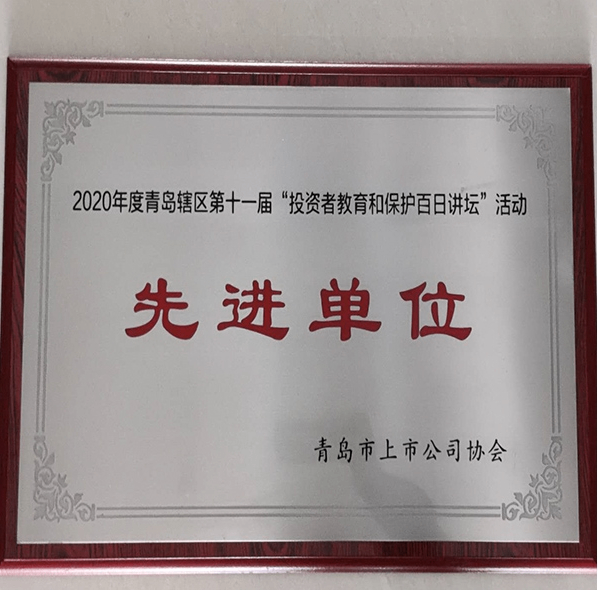 2020年度青岛辖区第十一届“投资者教育和保护百日讲坛”活动
先进单位
青岛市上市公司协会